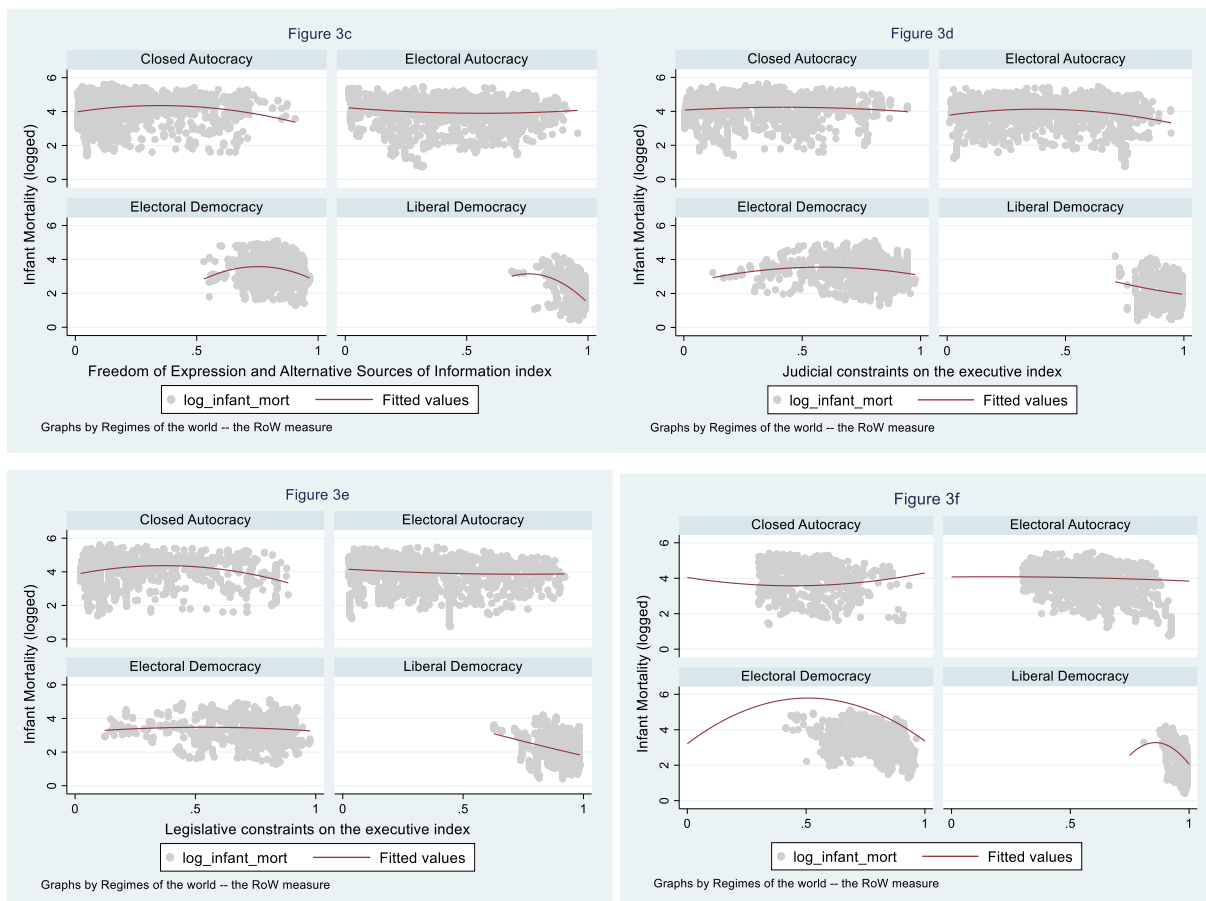 Figure 3c
Closed Autocracy
Electoral Autocracy
6
4
2
0
Electoral Democracy
Liberal Democracy
6
4
2
0
Infant Mortality (logged)
0 .5 1 0 .5 1
Freedom of Expression and Alternative Sources of Information index
log_infant_mort Fitted values
Graphs by Regimes of the world -- the RoW measure
Figure 3d
Closed Autocracy
Electoral Autocracy
6
4
2
0
Electoral Democracy
Liberal Democracy
6
4
2
0
Infant Mortality (logged)
0 .5 1 0 .5 1
Judicial constraints on the executive index
log_infant_mort Fitted values
Graphs by Regimes of the world -- the RoW measure
Figure 3e
Closed Autocracy
Electoral Autocracy
6
4
2
0
Electoral Democracy
Liberal Democracy
6
4
2
0
Infant Mortality (logged)
0 .5 1 0 .5 1
Legislative constraints on the executive index
log_infant_mort Fitted values
Graphs by Regimes of the world -- the RoW measure
Figure 3f
Closed Autocracy
Electoral Autocracy
6
4
2
0
Electoral Democracy
Liberal Democracy
6
4
2
0
Infant Mortality (logged)
0 .5 1 0 .5 1
log_infant_mort Fitted values
Graphs by Regimes of the world -- the RoW measure